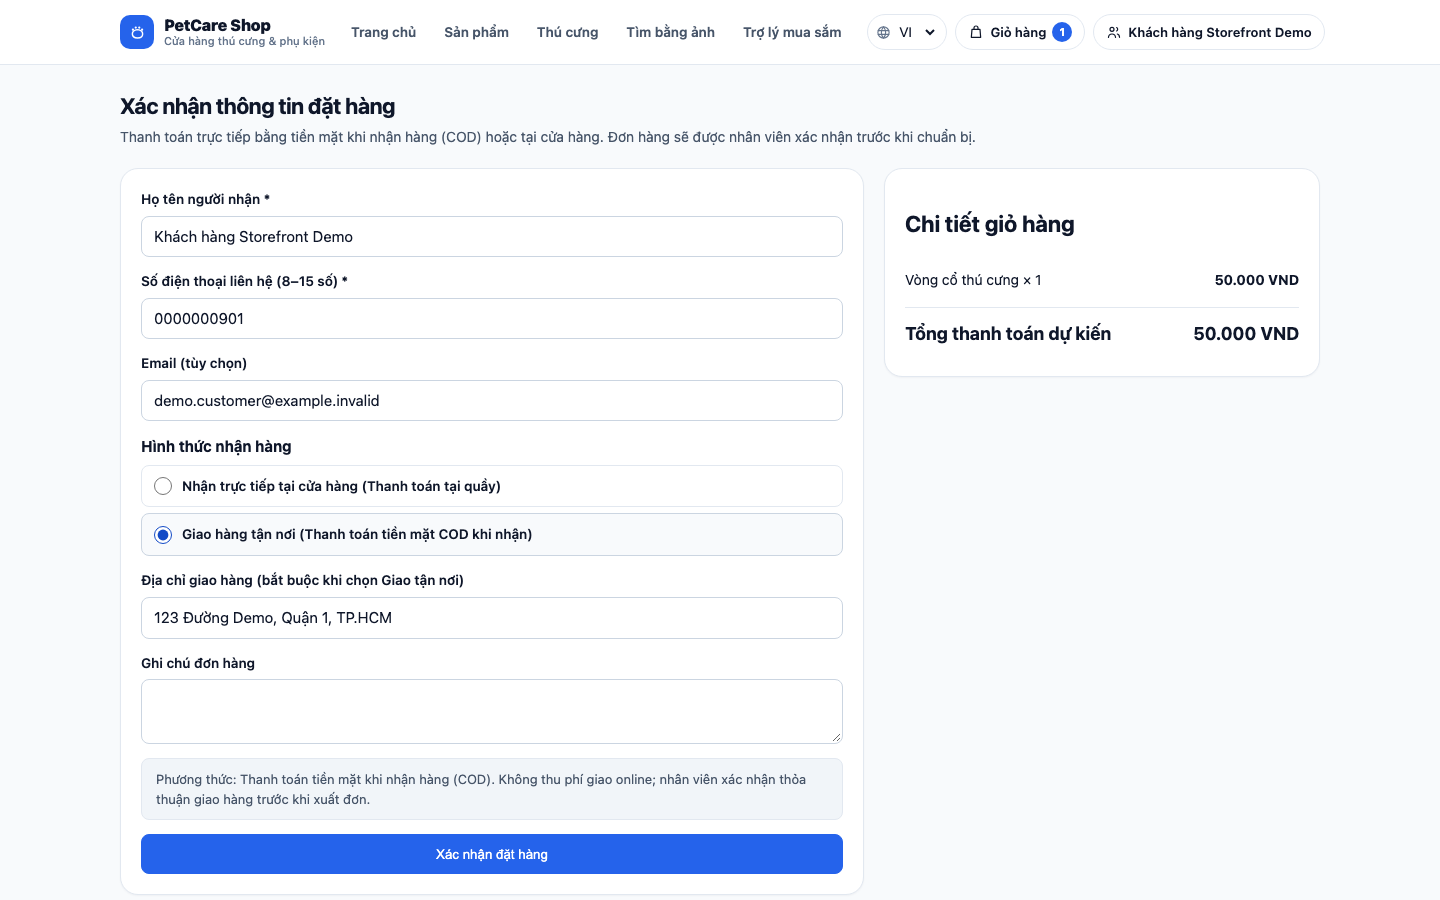 PetCare Shop
Cửa hàng thú cưng & phụ kiện
Trang chủ
Sản phẩm
Thú cưng
Tìm bằng ảnh
Trợ lý mua sắm
VI
Giỏ hàng 1
Khách hàng Storefront Demo
Xác nhận thông tin đặt hàng
Thanh toán trực tiếp bằng tiền mặt khi nhận hàng (COD) hoặc tại cửa hàng. Đơn hàng sẽ được nhân viên xác nhận trước khi chuẩn bị.
Họ tên người nhận *
Khách hàng Storefront Demo
Số điện thoại liên hệ (8–15 số) *
0000000901
Email (tùy chọn)
demo.customer@example.invalid
Hình thức nhận hàng
Nhận trực tiếp tại cửa hàng (Thanh toán tại quầy)
Giao hàng tận nơi (Thanh toán tiền mặt COD khi nhận)
Địa chỉ giao hàng (bắt buộc khi chọn Giao tận nơi)
123 Đường Demo, Quận 1, TP.HCM
Ghi chú đơn hàng
Phương thức: Thanh toán tiền mặt khi nhận hàng (COD). Không thu phí giao online; nhân viên xác nhận thỏa
thuận giao hàng trước khi xuất đơn.
Xác nhận đặt hàng
Chi tiết giỏ hàng
Vòng cổ thú cưng × 1 50.000 VND
Tổng thanh toán dự kiến 50.000 VND